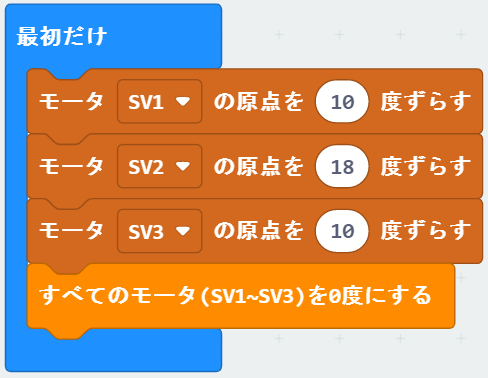 最初だけ
モータ SV1 の原点を 10 度ずらす
モータ SV2 の原点を 18 度ずらす
モータ SV3 の原点を 10 度ずらす
すべてのモータ(SV1~SV3)を0度にする